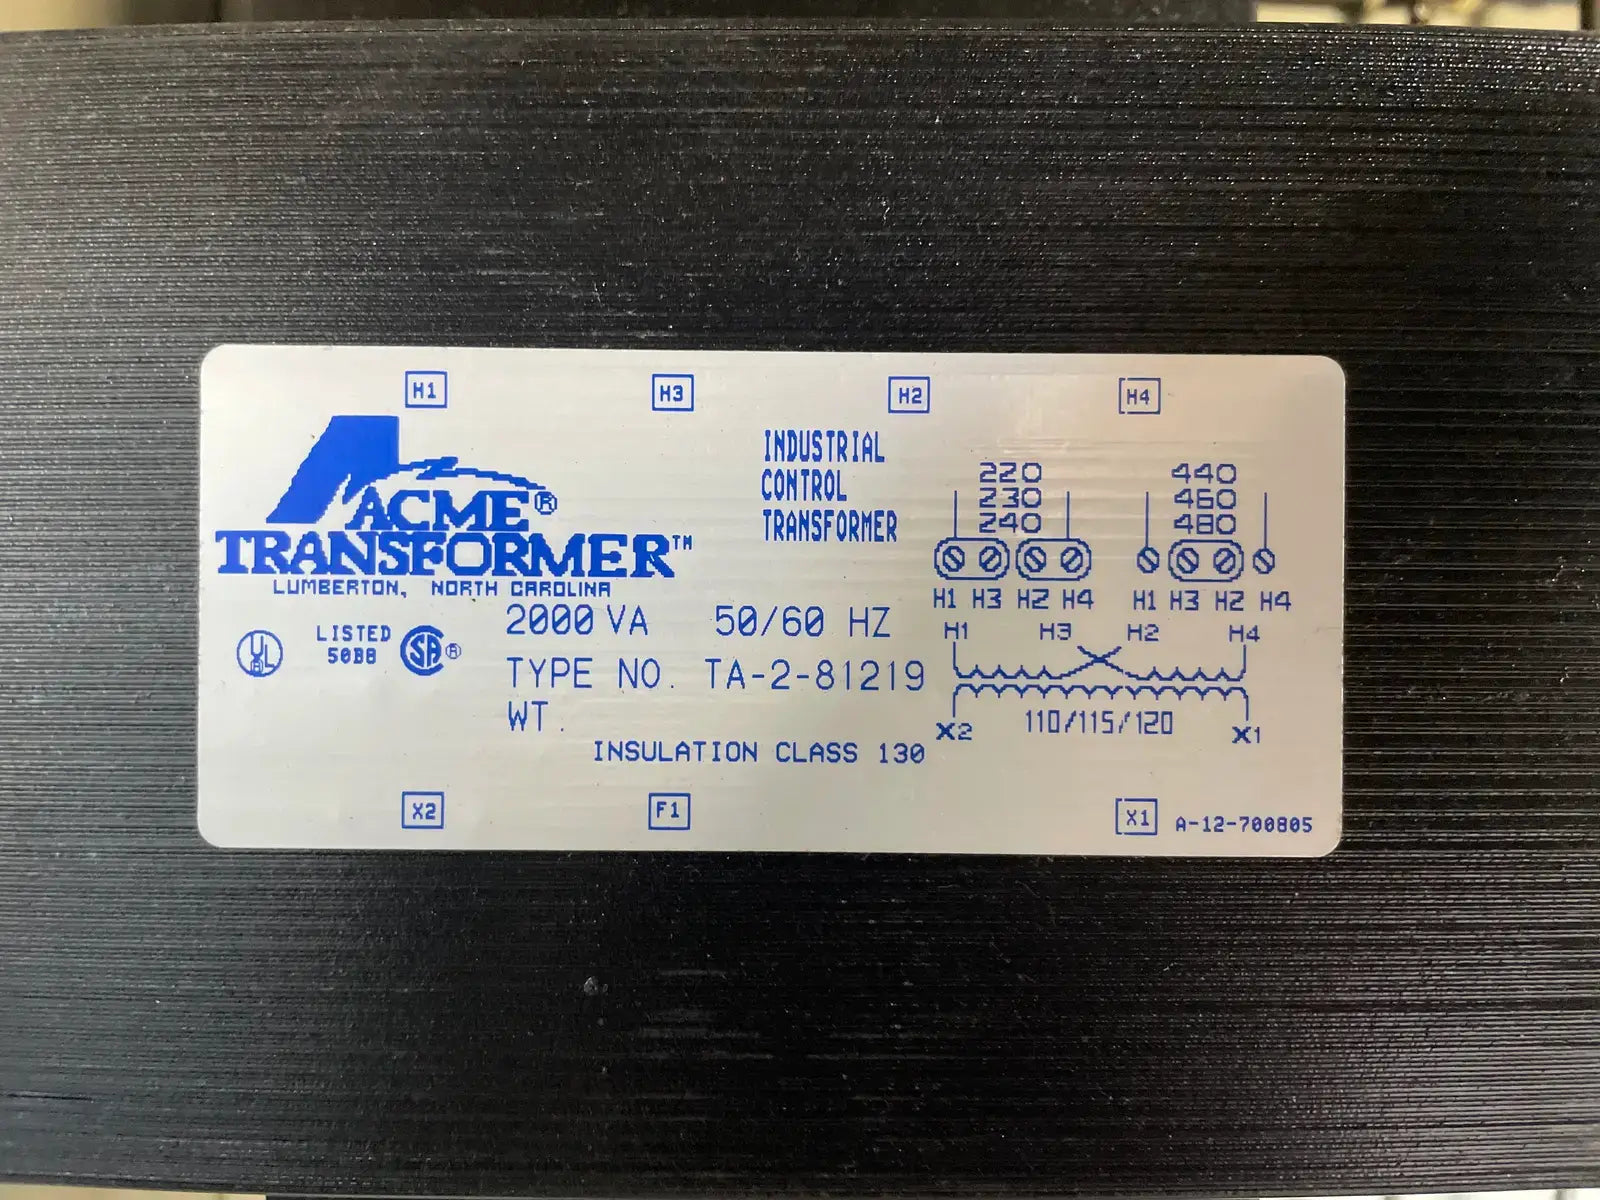 H1 H3 H2 H4
ACME®
TRANSFORMER™
LUMBERTON, NORTH CAROLINA
INDUSTRIAL
CONTROL
TRANSFORMER
220 440
230 460
240 480
H1 H3 H2 H4 H1 H3 H2 H4
UL
®
LISTED
50B8
SA ®
2000 VA 50/60 HZ
TYPE NO. TA-2-81219
WT.
INSULATION CLASS 130
H1 H3 H2 H4
X2 110/115/120 X1
X2 F1 X1 A-12-700805